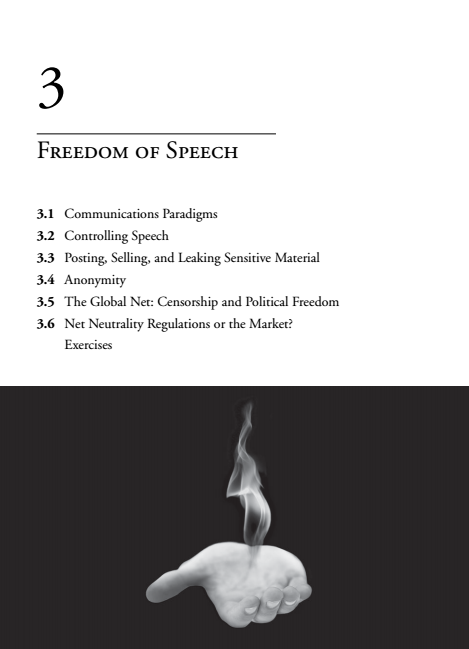 3
Freedom of Speech
3.1 Communications Paradigms
3.2 Controlling Speech
3.3 Posting, Selling, and Leaking Sensitive Material
3.4 Anonymity
3.5 The Global Net: Censorship and Political Freedom
3.6 Net Neutrality Regulations or the Market?
Exercises